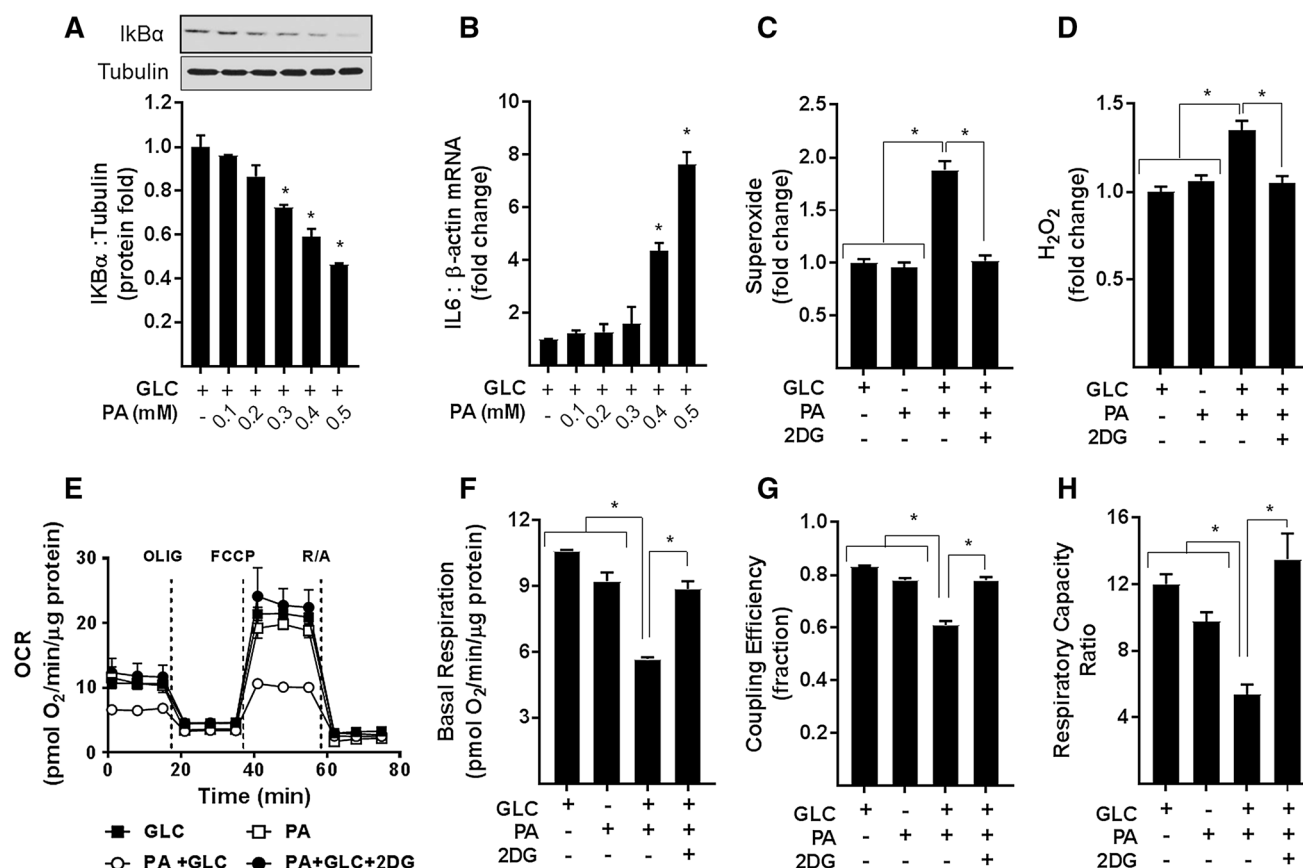 A
IkBα
Tubulin
IKBα :Tubulin
(protein fold)
1.2
1.0
0.8
0.6
0.4
0.2
* * *
GLC + + + + + +
PA (mM) - 0.1 0.2 0.3 0.4 0.5
B
IL6 : β-actin mRNA
(fold change)
10
8
6
4
2
* *
GLC + + + + + +
PA (mM) - 0.1 0.2 0.3 0.4 0.5
C
Superoxide
(fold change)
2.5
2.0
1.5
1.0
0.5
* *
GLC + - + +
PA - + + +
2DG - - - +
D
H2O2
(fold change)
1.5
1.0
0.5
* *
GLC + - + +
PA - + + +
2DG - - - +
E
OCR
(pmol O2/min/µg protein)
OLIG FCCP R/A
30
20
10
0
0 20 40 60 80
Time (min)
GLC PA
PA +GLC PA+GLC+2DG
F
Basal Respiration
(pmol O2/min/µg protein)
12
9
6
3
* *
GLC + - + +
PA - + + +
2DG - - - +
G
Coupling Efficiency
(fraction)
1.0
0.8
0.6
0.4
0.2
* *
GLC + - + +
PA - + + +
2DG - - - +
H
Respiratory Capacity
Ratio
16
12
8
4
* *
GLC + - + +
PA - + + +
2DG - - - +